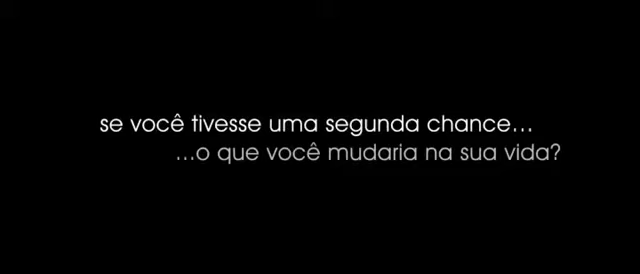 se você tivesse uma segunda chance...
...o que você mudaria na sua vida?